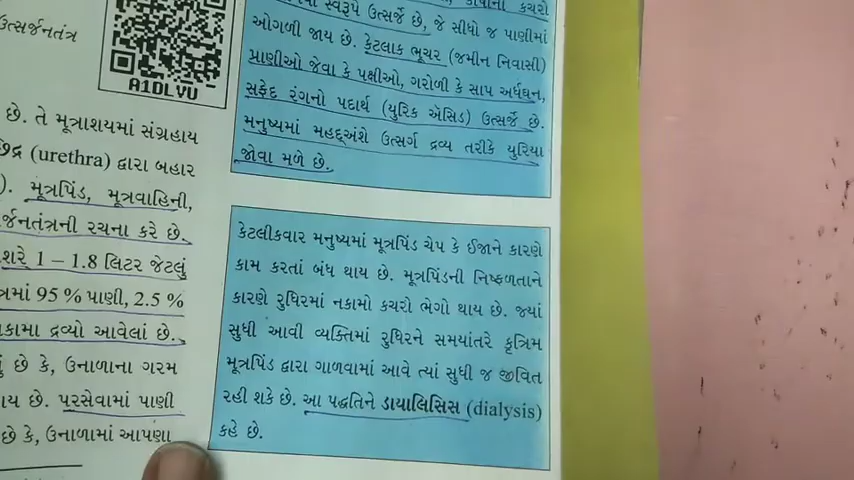 ઉત્સર્જનતંત્ર
A1DLVU
છે. તે મૂત્રાશયમાં સંગ્રહાય
(urethra) દ્વારા બહાર
મૂત્રપિંડ, મૂત્રવાહિની,
ની રચના કરે છે.
1 – 1.8 લિટર જેટલું
95 % પાણી, 2.5 %
નકામા દ્રવ્યો આવેલાં છે.
છે કે, ઉનાળાના ગરમ
થાય છે. પરસેવામાં પાણી
છે કે, ઉનાળામાં આપણા
સ્વરૂપે ઉત્સર્જે છે, જે સીધો જ પાણીમાં
ઓગળી જાય છે. કેટલાક ભૂચર (જમીન નિવાસી)
પ્રાણીઓ જેવા કે પક્ષીઓ, ગરોળી કે સાપ અર્ધઘન,
સફેદ રંગનો પદાર્થ (યુરિક ઍસિડ) ઉત્સર્જે છે.
મનુષ્યમાં મહદ્અંશે ઉત્સર્ગ દ્રવ્ય તરીકે યુરિયા
જોવા મળે છે.
કેટલીકવાર મનુષ્યમાં મૂત્રપિંડ ચેપ કે ઈજાને કારણે
કામ કરતાં બંધ થાય છે. મૂત્રપિંડની નિષ્ફળતાને
કારણે રુધિરમાં નકામો કચરો ભેગો થાય છે. જ્યાં
સુધી આવી વ્યક્તિમાં રુધિરને સમયાંતરે કૃત્રિમ
મૂત્રપિંડ દ્વારા ગાળવામાં આવે ત્યાં સુધી જ જીવિત
રહી શકે છે. આ પદ્ધતિને ડાયાલિસિસ (dialysis)
કહે છે.